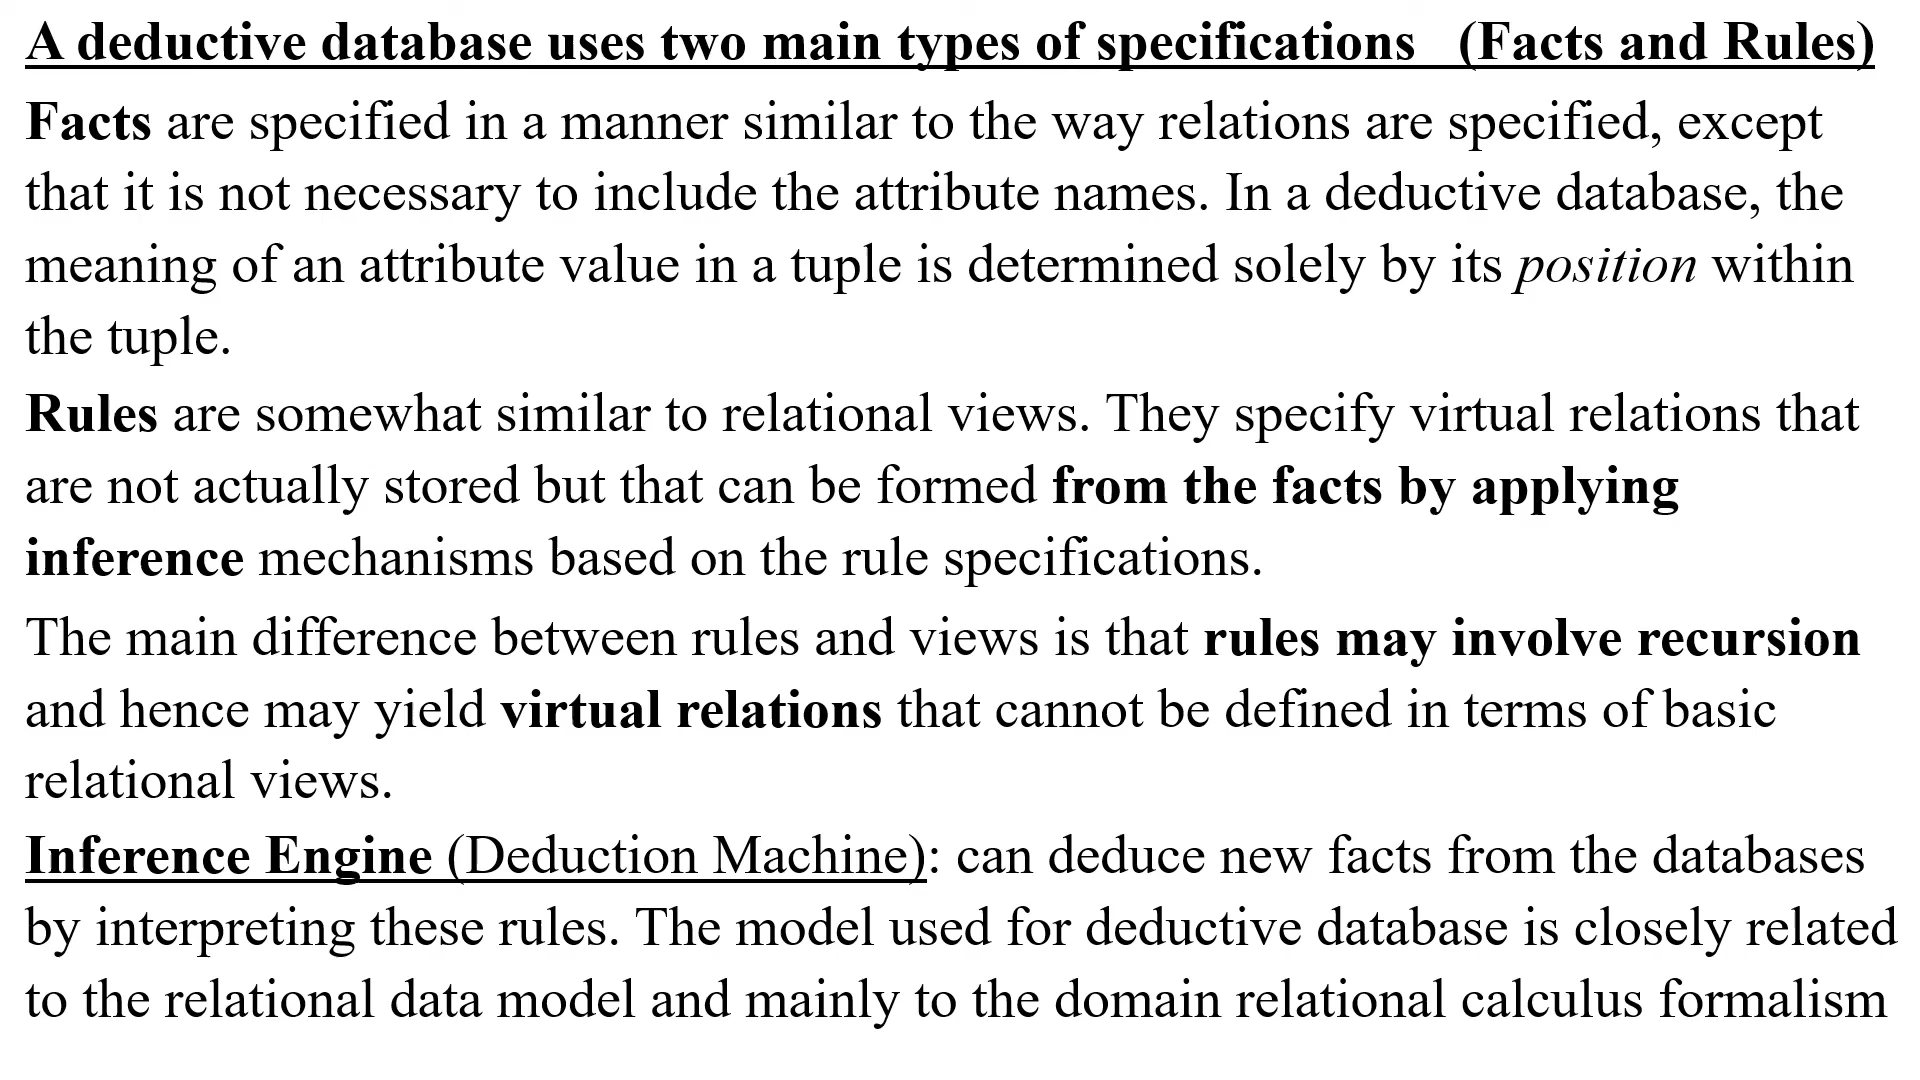 A deductive database uses two main types of specifications (Facts and Rules)
Facts are specified in a manner similar to the way relations are specified, except
that it is not necessary to include the attribute names. In a deductive database, the
meaning of an attribute value in a tuple is determined solely by its position within
the tuple.
Rules are somewhat similar to relational views. They specify virtual relations that
are not actually stored but that can be formed from the facts by applying
inference mechanisms based on the rule specifications.
The main difference between rules and views is that rules may involve recursion
and hence may yield virtual relations that cannot be defined in terms of basic
relational views.
Inference Engine (Deduction Machine): can deduce new facts from the databases
by interpreting these rules. The model used for deductive database is closely related
to the relational data model and mainly to the domain relational calculus formalism